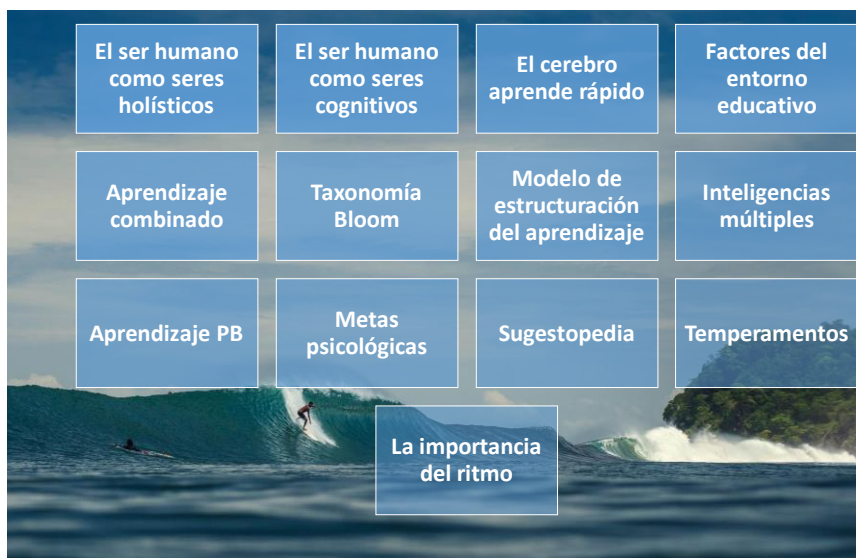 El ser humano
como seres
holísticos
El ser humano
como seres
cognitivos
El cerebro
aprende rápido
Factores del
entorno
educativo
Aprendizaje
combinado
Taxonomía
Bloom
Modelo de
estructuración
del aprendizaje
Inteligencias
múltiples
Aprendizaje PB
Metas
psicológicas
Sugestopedia
Temperamentos
La importancia
del ritmo